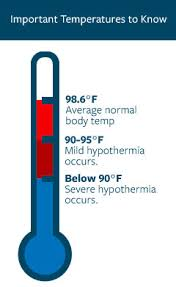 Important Temperatures to Know
98.6°F
Average normal
body temp
90-95°F
Mild hypothermia
occurs.
Below 90°F
Severe hypothermia
occurs.